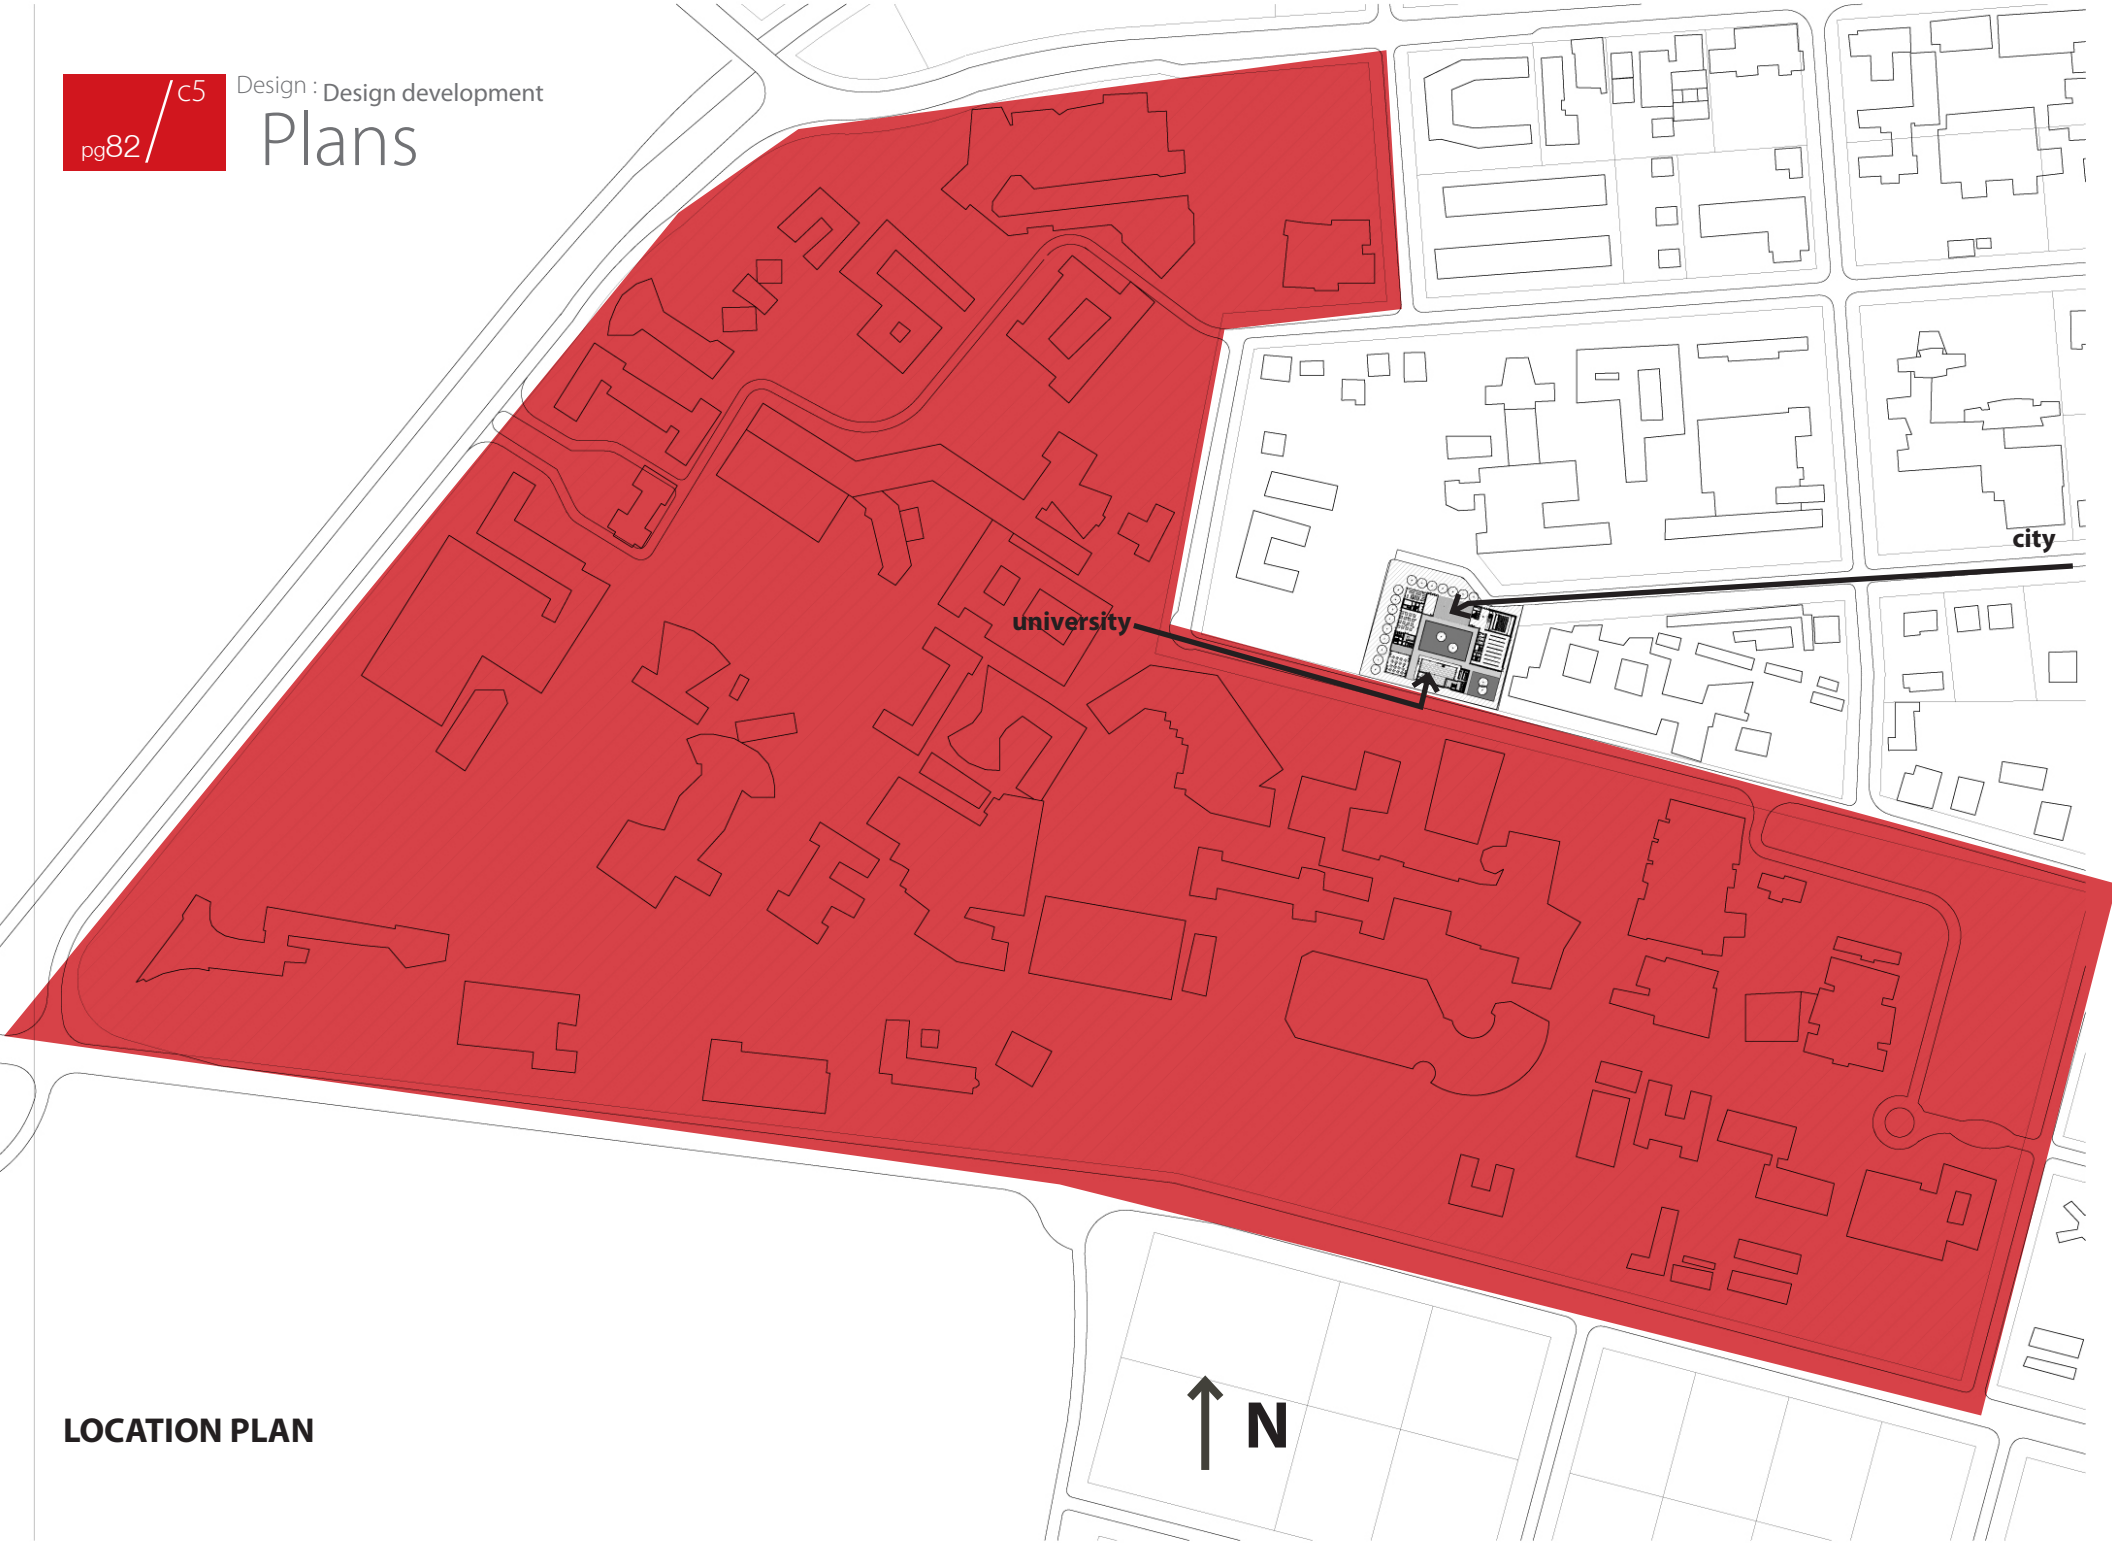 c5
pg82
Design : Design development
Plans
city
university
LOCATION PLAN
N